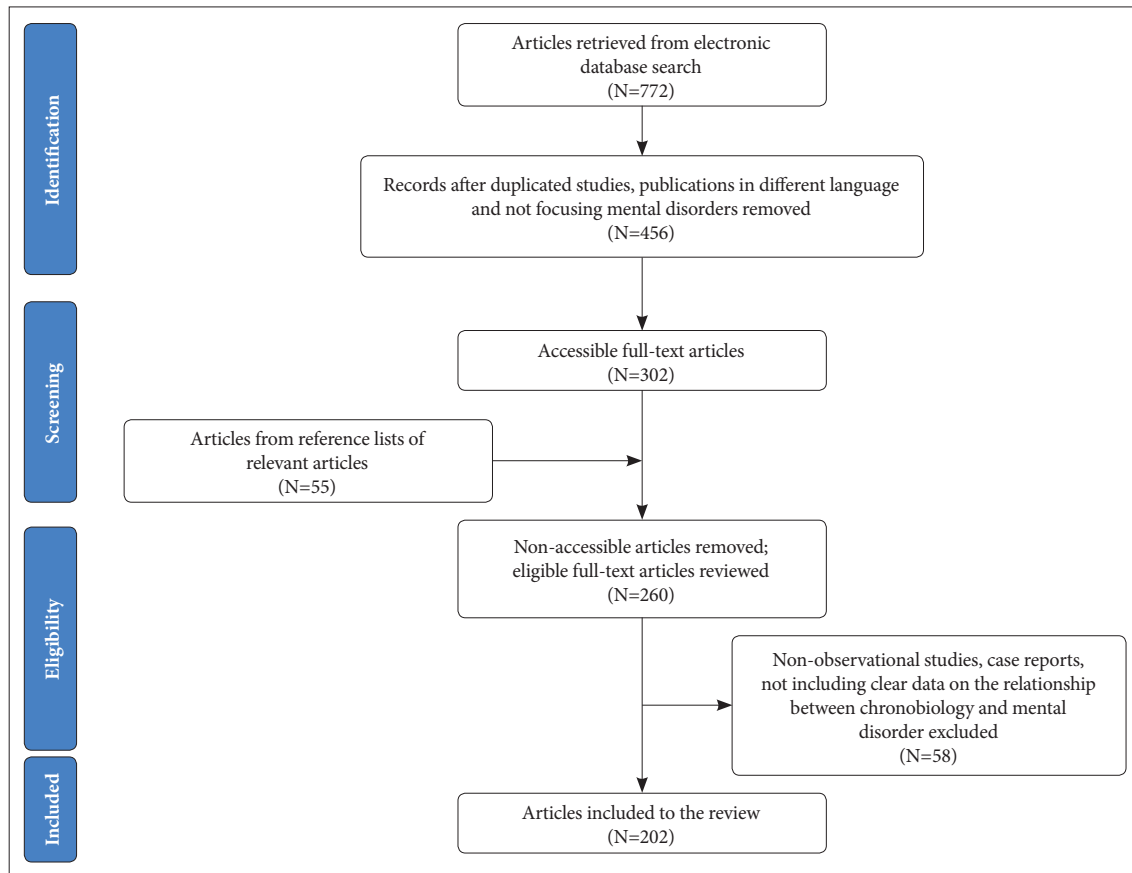 Identification
Articles retrieved from electronic
database search
(N=772)
Records after duplicated studies, publications in different language
and not focusing mental disorders removed
(N=456)
Screening
Accessible full-text articles
(N=302)
Articles from reference lists of
relevant articles
(N=55)
Eligibility
Non-accessible articles removed;
eligible full-text articles reviewed
(N=260)
Non-observational studies, case reports,
not including clear data on the relationship
between chronobiology and mental
disorder excluded
(N=58)
Included
Articles included to the review
(N=202)